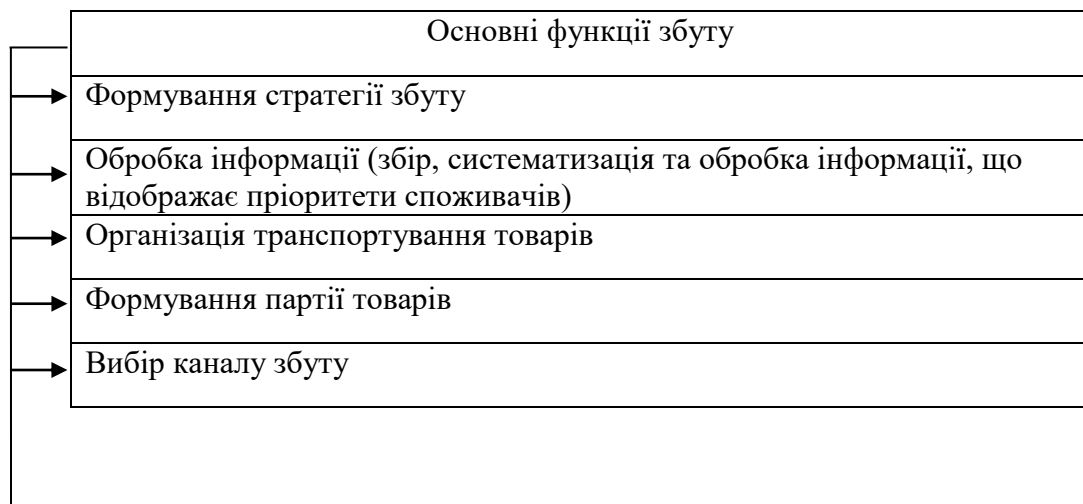 Основні функції збуту
Формування стратегії збуту
Обробка інформації (збір, систематизація та обробка інформації, що
відображає пріоритети споживачів)
Організація транспортування товарів
Формування партії товарів
Вибір каналу збуту